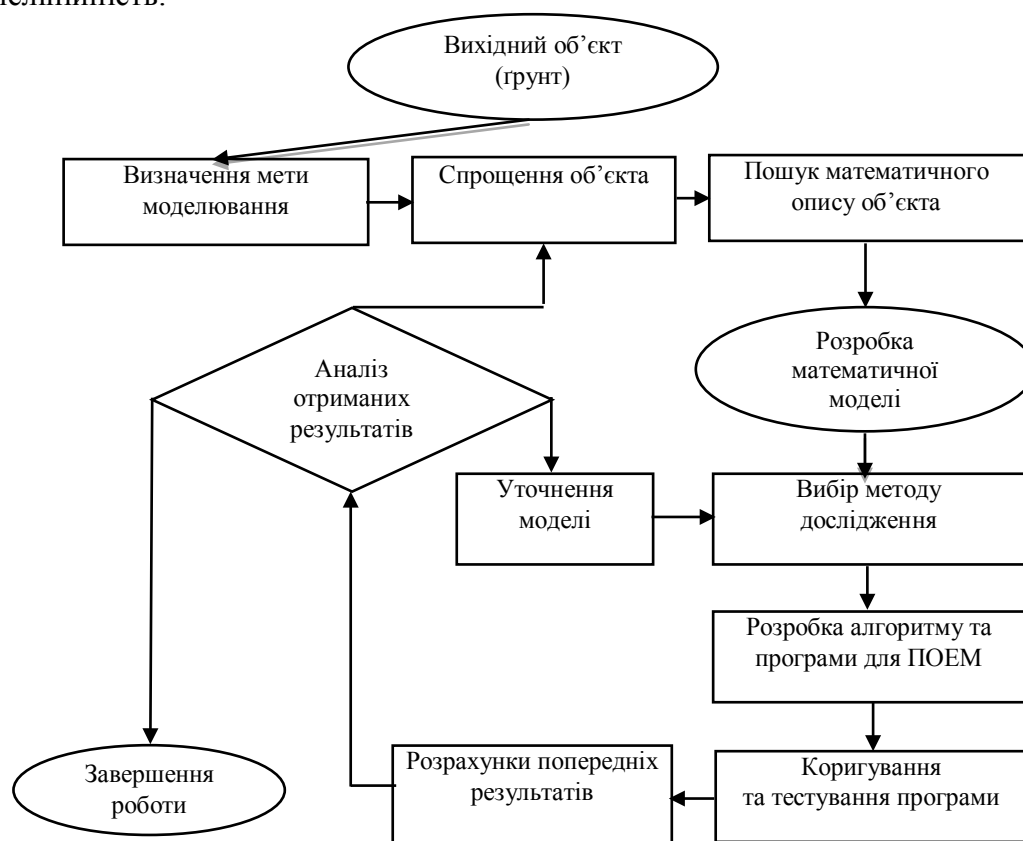 Вихідний об’єкт
(ґрунт)
Визначення мети
моделювання
Спрощення об’єкта
Пошук математичного
опису об’єкта
Аналіз
отриманих
результатів
Розробка
математичної
моделі
Уточнення
моделі
Вибір методу
дослідження
Розробка алгоритму та
програми для ПОЕМ
Завершення
роботи
Розрахунки попередніх
результатів
Коригування
та тестування програми